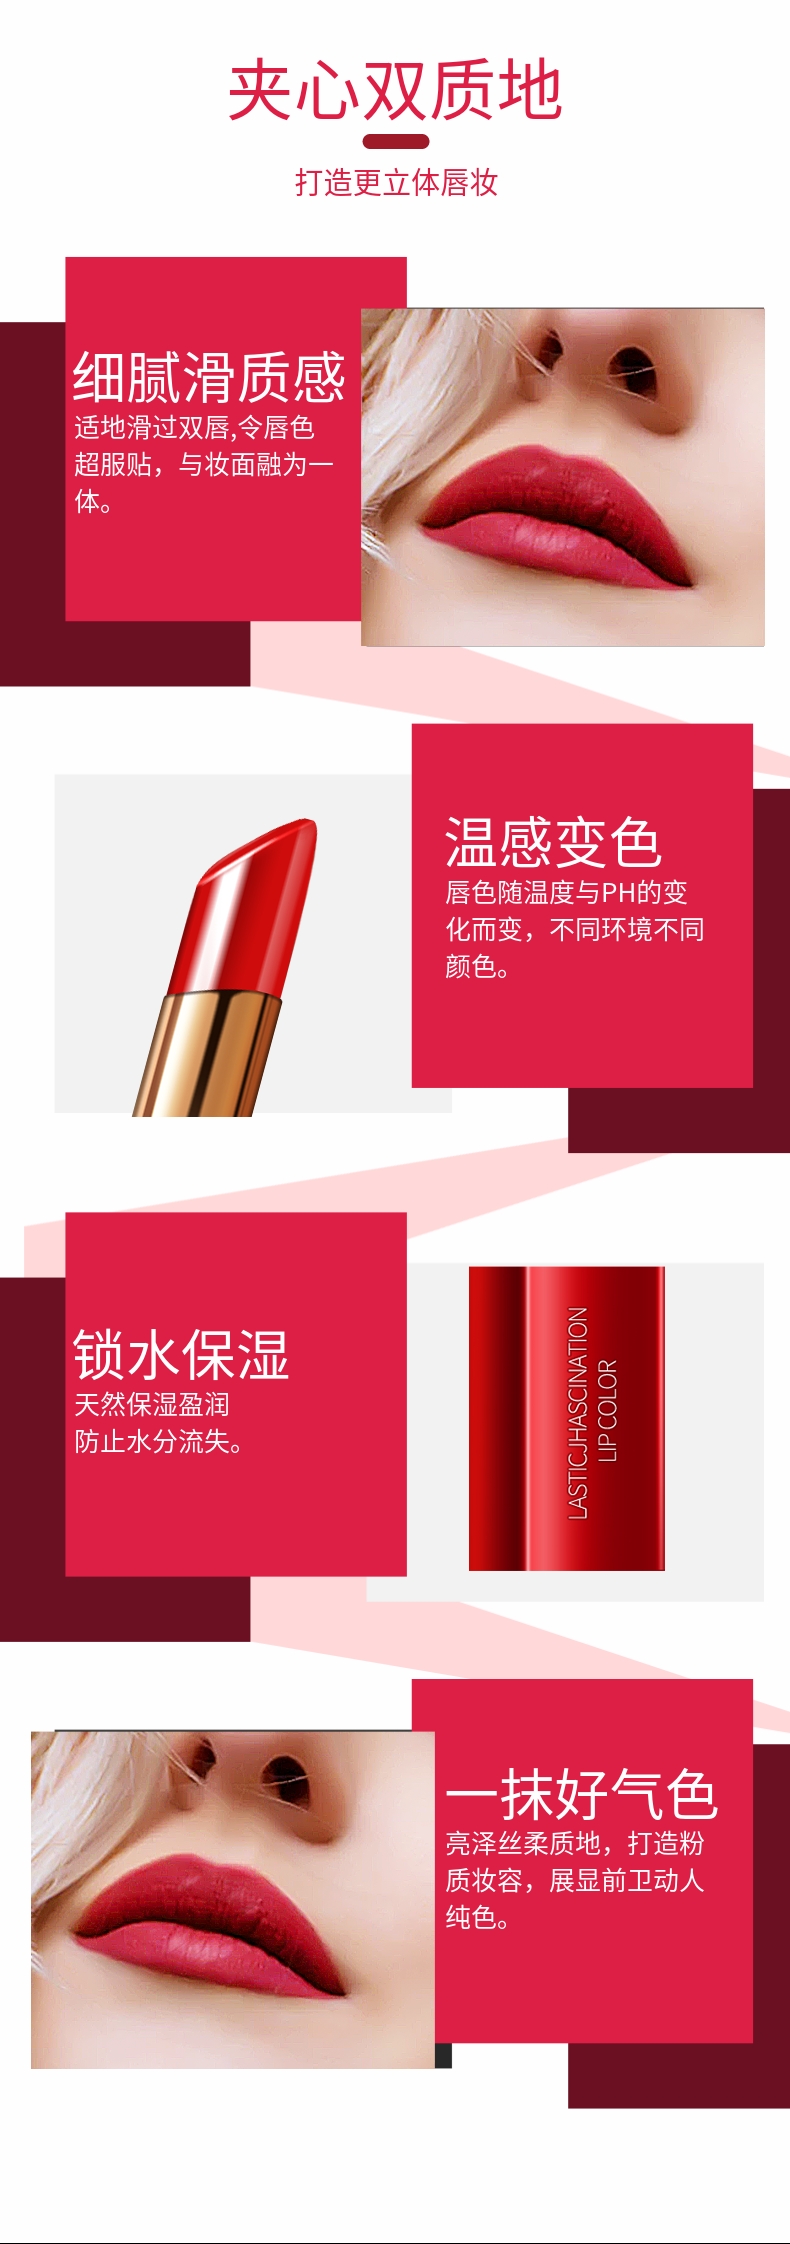 夹心双质地
打造更立体唇妆
细腻滑质感
适地滑过双唇,令唇色
超服贴，与妆面融为一
体。
温感变色
唇色随温度与PH的变
化而变，不同环境不同
颜色。
锁水保湿
天然保湿盈润
防止水分流失。
LASTICJHASCINATION
LIP COLOR
一抹好气色
亮泽丝柔质地，打造粉
质妆容，展显前卫动人
纯色。